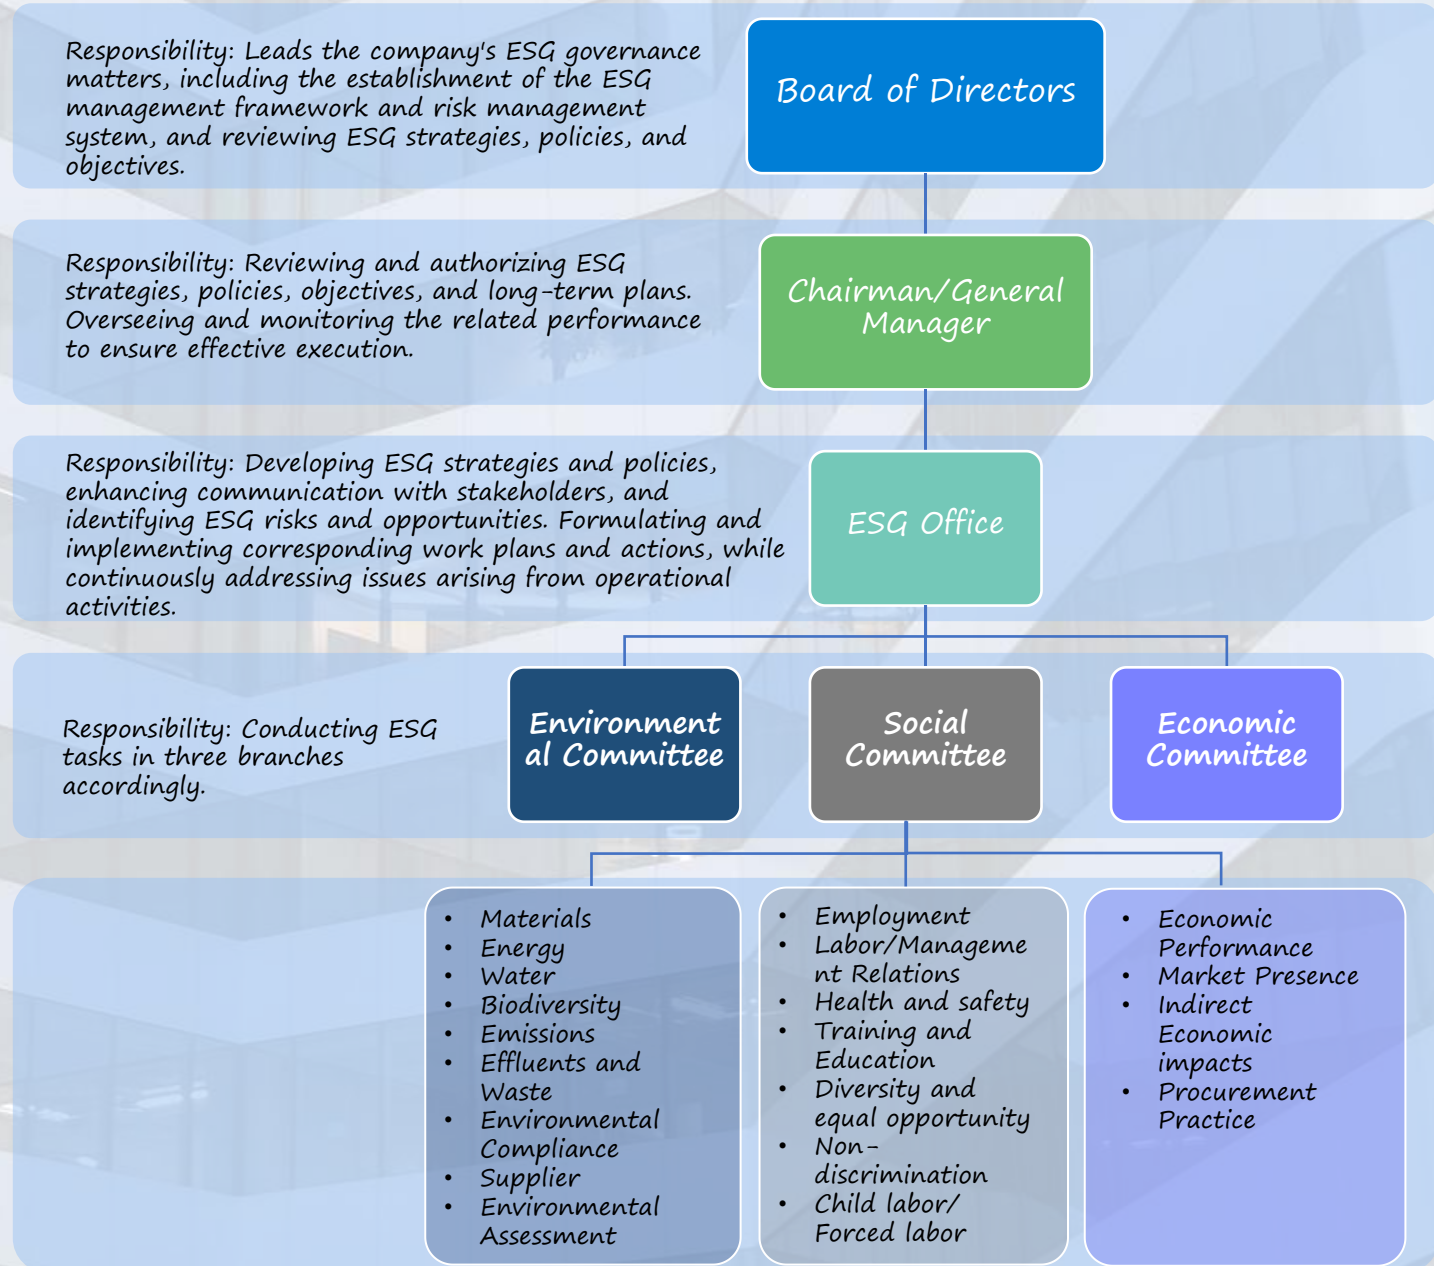 Responsibility: Leads the company's ESG governance
matters, including the establishment of the ESG
management framework and risk management
system, and reviewing ESG strategies, policies, and
objectives.
Board of Directors
Responsibility: Reviewing and authorizing ESG
strategies, policies, objectives, and long-term plans.
Overseeing and monitoring the related performance
to ensure effective execution.
Chairman/General
Manager
Responsibility: Developing ESG strategies and policies,
enhancing communication with stakeholders, and
identifying ESG risks and opportunities. Formulating and
implementing corresponding work plans and actions, while
continuously addressing issues arising from operational
activities.
ESG Office
Responsibility: Conducting ESG
tasks in three branches
accordingly.
Environment
al Committee
Social
Committee
Economic
Committee
• Materials
• Energy
• Water
• Biodiversity
• Emissions
• Effluents and
Waste
• Environmental
Compliance
• Supplier
• Environmental
Assessment
• Employment
• Labor/Manageme
nt Relations
• Health and safety
• Training and
Education
• Diversity and
equal opportunity
• Non-
discrimination
• Child labor/
Forced labor
• Economic
Performance
• Market Presence
• Indirect
Economic
impacts
• Procurement
Practice